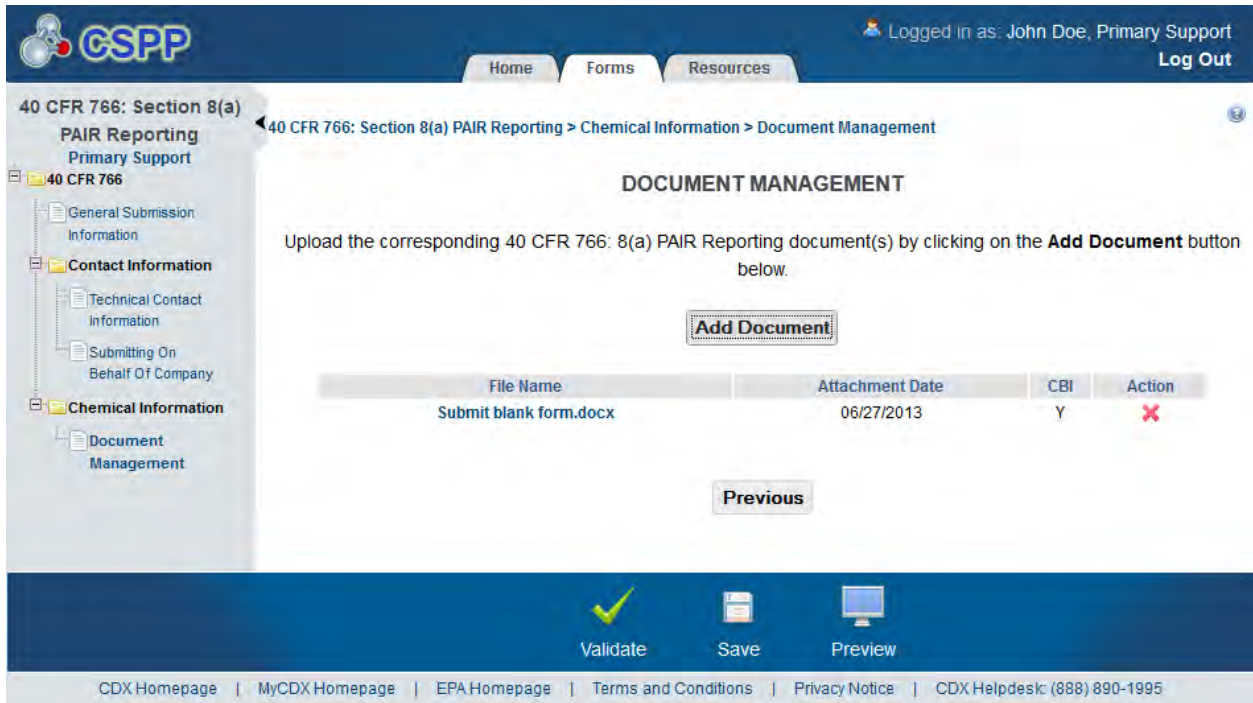 CSPP
Logged in as: John Doe, Primary Support
Log Out
Home Forms Resources
40 CFR 766: Section 8(a)
PAIR Reporting
Primary Support
40 CFR 766
General Submission
Information
Contact Information
Technical Contact
Information
Submitting On
Behalf Of Company
Chemical Information
Document
Management
40 CFR 766: Section 8(a) PAIR Reporting > Chemical Information > Document Management
DOCUMENT MANAGEMENT
Upload the corresponding 40 CFR 766: 8(a) PAIR Reporting document(s) by clicking on the Add Document button
below.
Add Document
File Name Attachment Date CBI Action
Submit blank form.docx 06/27/2013 Y
Previous
Validate Save Preview
CDX Homepage | MyCDX Homepage | EPA Homepage | Terms and Conditions | Privacy Notice | CDX Helpdesk: (888) 890-1995